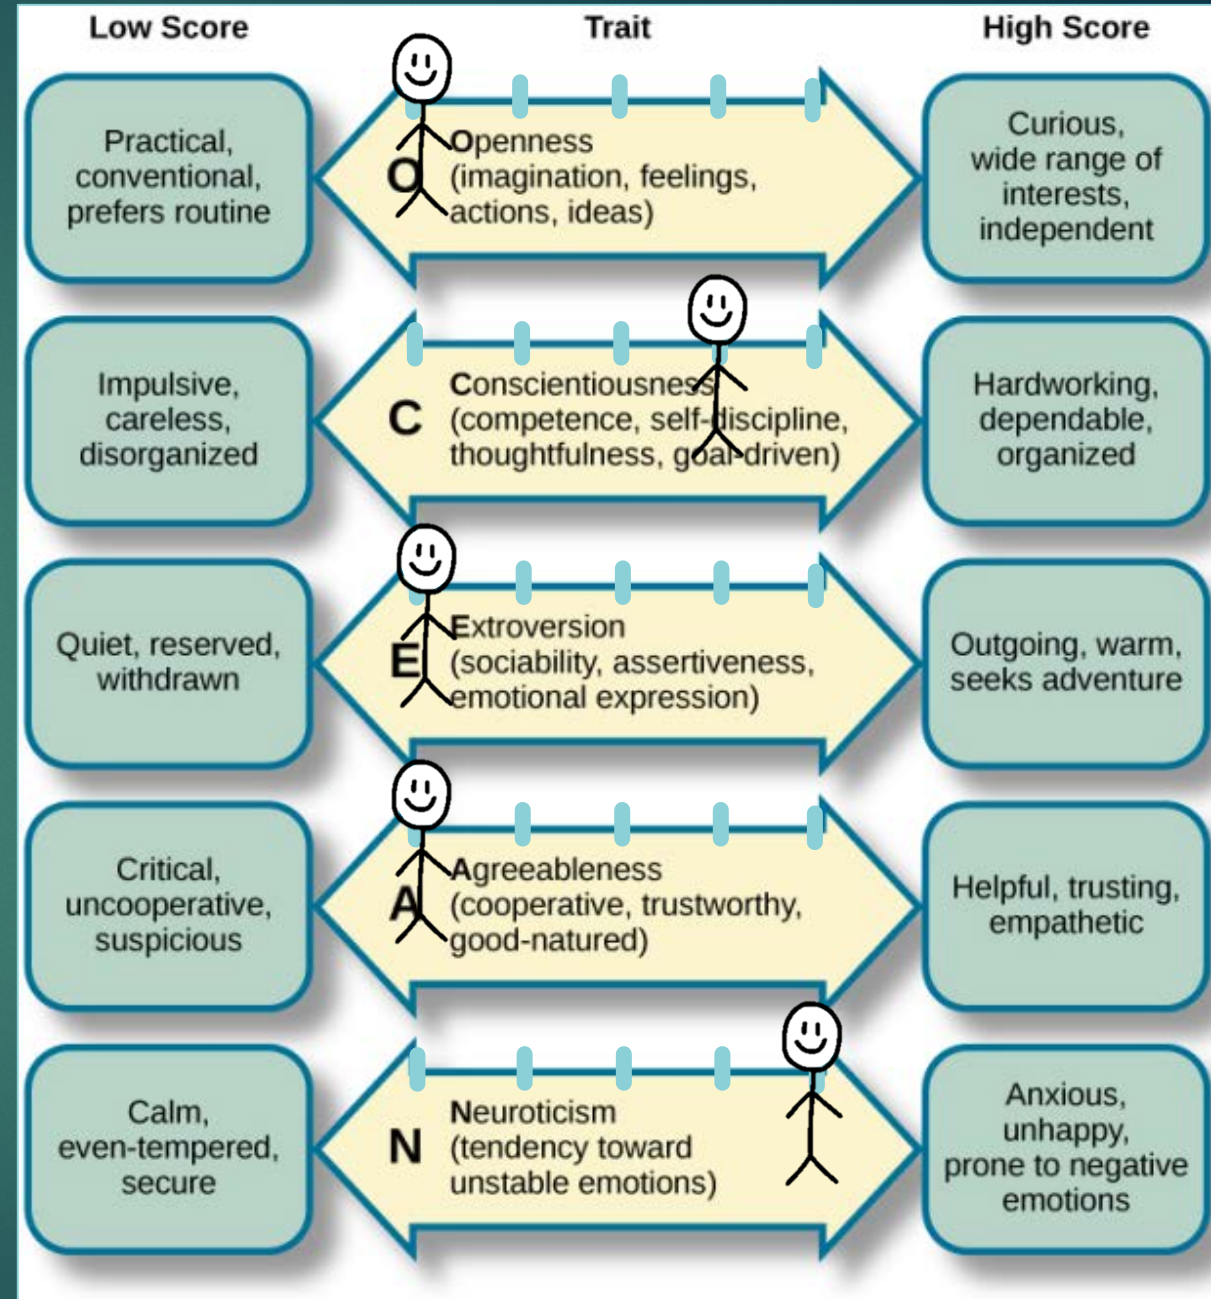 Low Score
Trait
High Score
Practical,
conventional,
prefers routine
O
Openness
(imagination, feelings,
actions, ideas)
Curious,
wide range of
interests,
independent
Impulsive,
careless,
disorganized
C
Conscientiousness
(competence, self-discipline,
thoughtfulness, goal-driven)
Hardworking,
dependable,
organized
Quiet, reserved,
withdrawn
E
Extroversion
(sociability, assertiveness,
emotional expression)
Outgoing, warm,
seeks adventure
Critical,
uncooperative,
suspicious
A
Agreeableness
(cooperative, trustworthy,
good-natured)
Helpful, trusting,
empathetic
Calm,
even-tempered,
secure
N
Neuroticism
(tendency toward
unstable emotions)
Anxious,
unhappy,
prone to negative
emotions